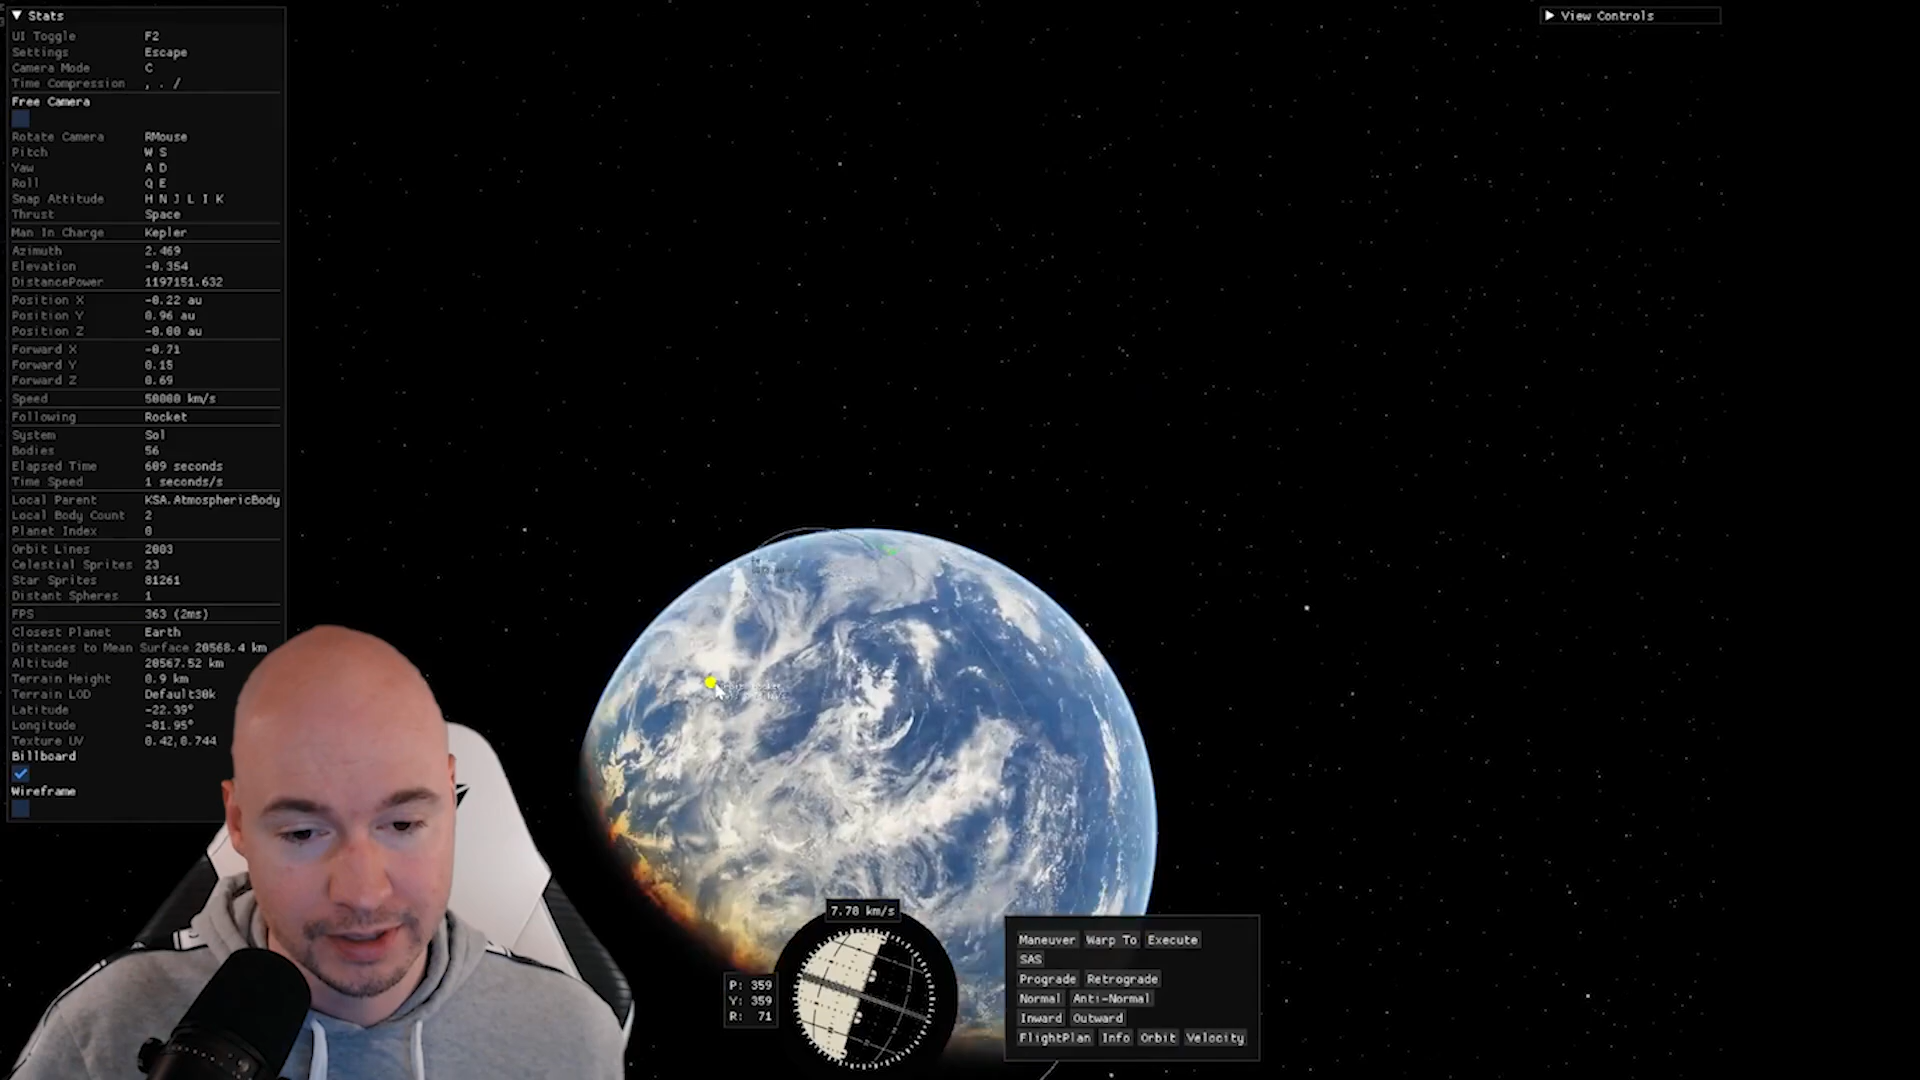 ▼ Stats
UI Toggle F2
Settings Escape
Camera Mode C
Time Compression , . /
Free Camera
Rotate Camera RMouse
Pitch W S
Yaw A D
Roll Q E
Snap Attitude H N J L I K
Thrust Space
Man In Charge Kepler
Azimuth 2.469
Elevation -0.354
DistancePower 1197151.632
Position X -0.22 au
Position Y 0.96 au
Position Z -0.00 au
Forward X -0.71
Forward Y 0.15
Forward Z 0.69
Speed 50000 km/s
Following Rocket
System Sol
Bodies 56
Elapsed Time 609 seconds
Time Speed 1 seconds/s
Local Parent KSA.AtmosphericBody
Local Body Count 2
Planet Index 0
Orbit Lines 2003
Celestial Sprites 23
Star Sprites 81261
Distant Spheres 1
FPS 363 (2ms)
Closest Planet Earth
Distances to Mean Surface 20568.4 km
Altitude 20567.52 km
Terrain Height 0.9 km
Terrain LOD Default30k
Latitude -22.39°
Longitude -81.95°
Texture UV 0.42,0.744
Billboard
Wireframe
▶ View Controls
7.78 km/s
P: 359
Y: 359
R: 71
Maneuver Warp To Execute
SAS
Prograde Retrograde
Normal Anti-Normal
Inward Outward
FlightPlan Info Orbit Velocity